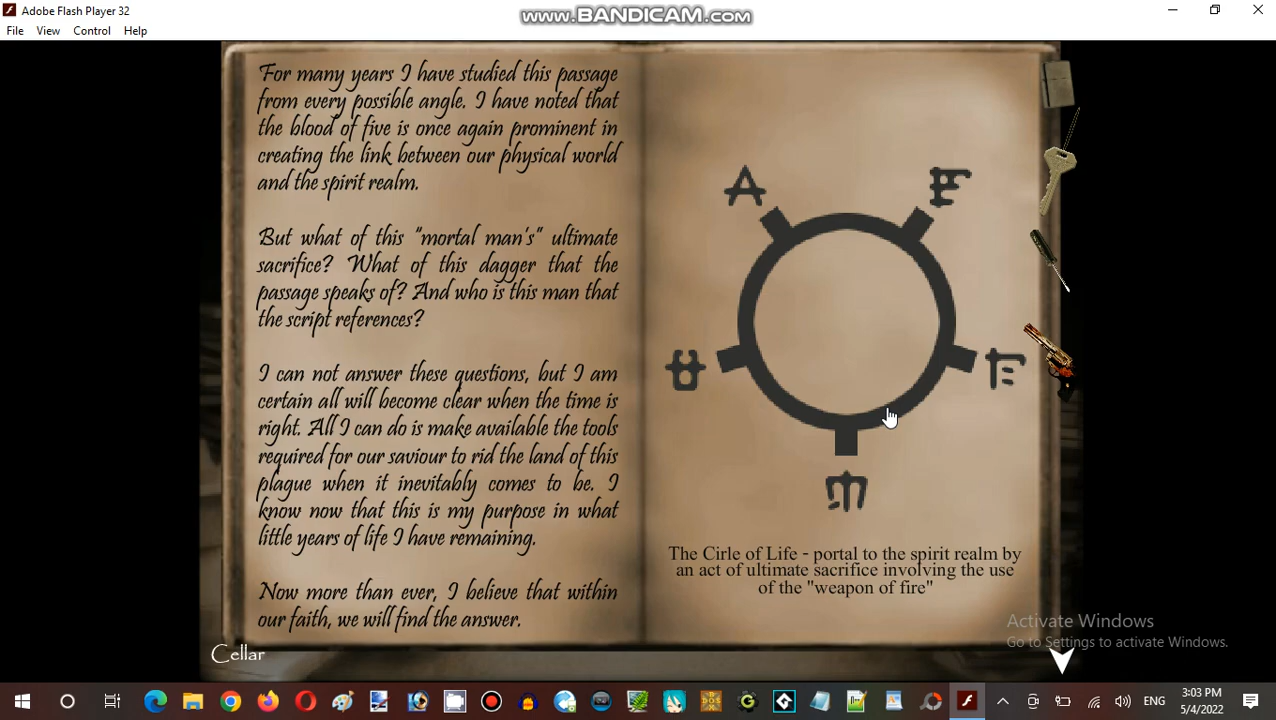 Adobe Flash Player 32
www.BANDICAM.com
File View Control Help
For many years I have studied this passage
from every possible angle. I have noted that
the blood of five is once again prominent in
creating the link between our physical world
and the spirit realm.
But what of this "mortal man's" ultimate
sacrifice? What of this dagger that the
passage speaks of? And who is this man that
the script references?
I can not answer these questions, but I am
certain all will become clear when the time is
right. All I can do is make available the tools
required for our saviour to rid the land of this
plague when it inevitably comes to be. I
know now that this is my purpose in what
little years of life I have remaining.
Now more than ever, I believe that within
our faith, we will find the answer.
The Cirle of Life - portal to the spirit realm by
an act of ultimate sacrifice involving the use
of the "weapon of fire"
Cellar
Activate Windows
Go to Settings to activate Windows.
ENG
3:03 PM
5/4/2022